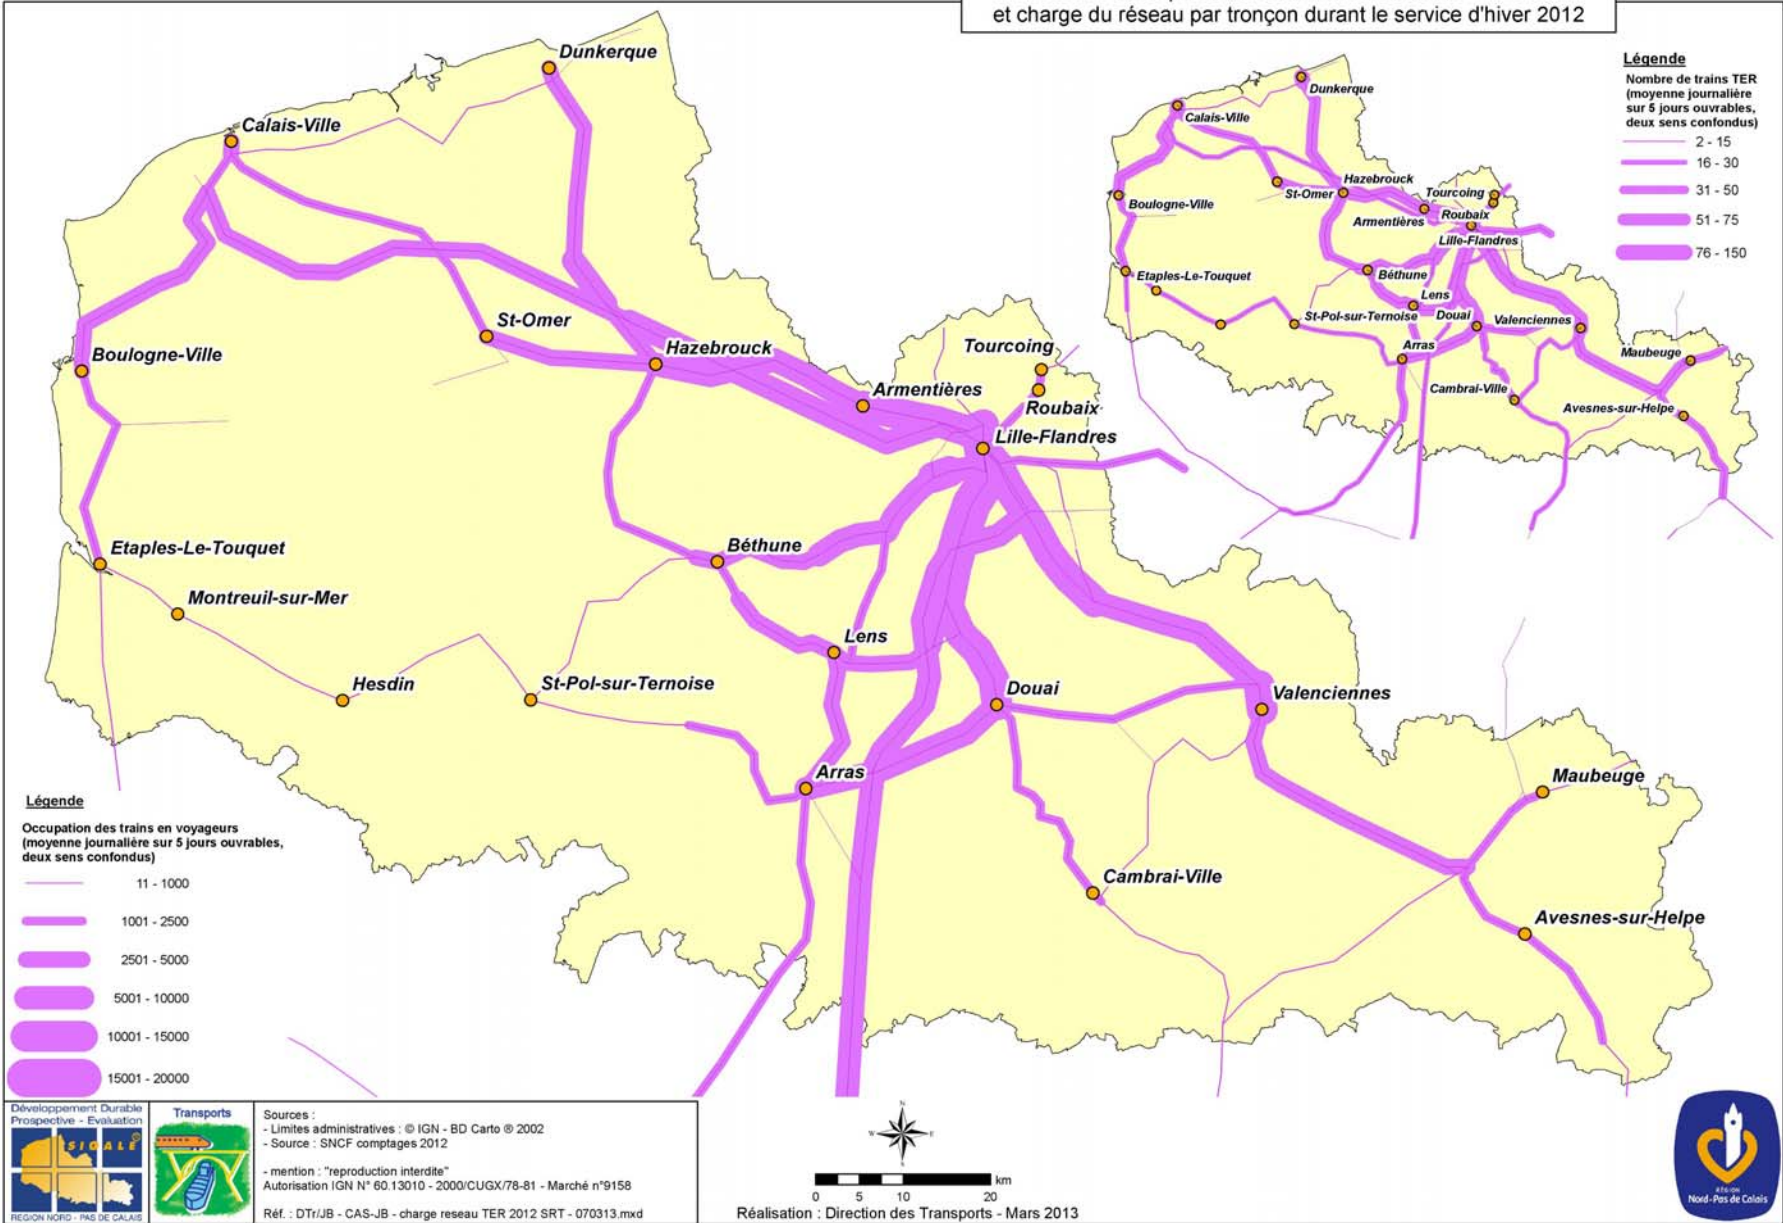 et charge du réseau par tronçon durant le service d'hiver 2012
Dunkerque
Calais-Ville
St-Omer
Boulogne-Ville
Hazebrouck
Armentières
Tourcoing
Roubaix
Lille-Flandres
Etaples-Le-Touquet
Béthune
Montreuil-sur-Mer
Lens
Hesdin
St-Pol-sur-Ternoise
Douai
Valenciennes
Arras
Maubeuge
Cambrai-Ville
Avesnes-sur-Helpe
Dunkerque
Calais-Ville
Hazebrouck
St-Omer
Tourcoing
Boulogne-Ville
Armentières
Roubaix
Lille-Flandres
Etaples-Le-Touquet
Béthune
Lens
St-Pol-sur-Ternoise
Douai
Valenciennes
Arras
Maubeuge
Cambrai-Ville
Avesnes-sur-Helpe
Légende
Nombre de trains TER
(moyenne journalière
sur 5 jours ouvrables,
deux sens confondus)
2 - 15
16 - 30
31 - 50
51 - 75
76 - 150
Légende
Occupation des trains en voyageurs
(moyenne journalière sur 5 jours ouvrables,
deux sens confondus)
11 - 1000
1001 - 2500
2501 - 5000
5001 - 10000
10001 - 15000
15001 - 20000
Développement Durable
Prospective - Evaluation
SIGALE
REGION NORD - PAS DE CALAIS
Transports
Sources :
- Limites administratives : © IGN - BD Carto ® 2002
- Source : SNCF comptages 2012
- mention : "reproduction interdite"
Autorisation IGN N° 60.13010 - 2000/CUGX/78-81 - Marché n°9158
Réf. : DTr/JB - CAS-JB - charge reseau TER 2012 SRT - 070313.mxd
N
W E
S
km
0 5 10 20
Réalisation : Direction des Transports - Mars 2013
RÉGION
Nord-Pas de Calais